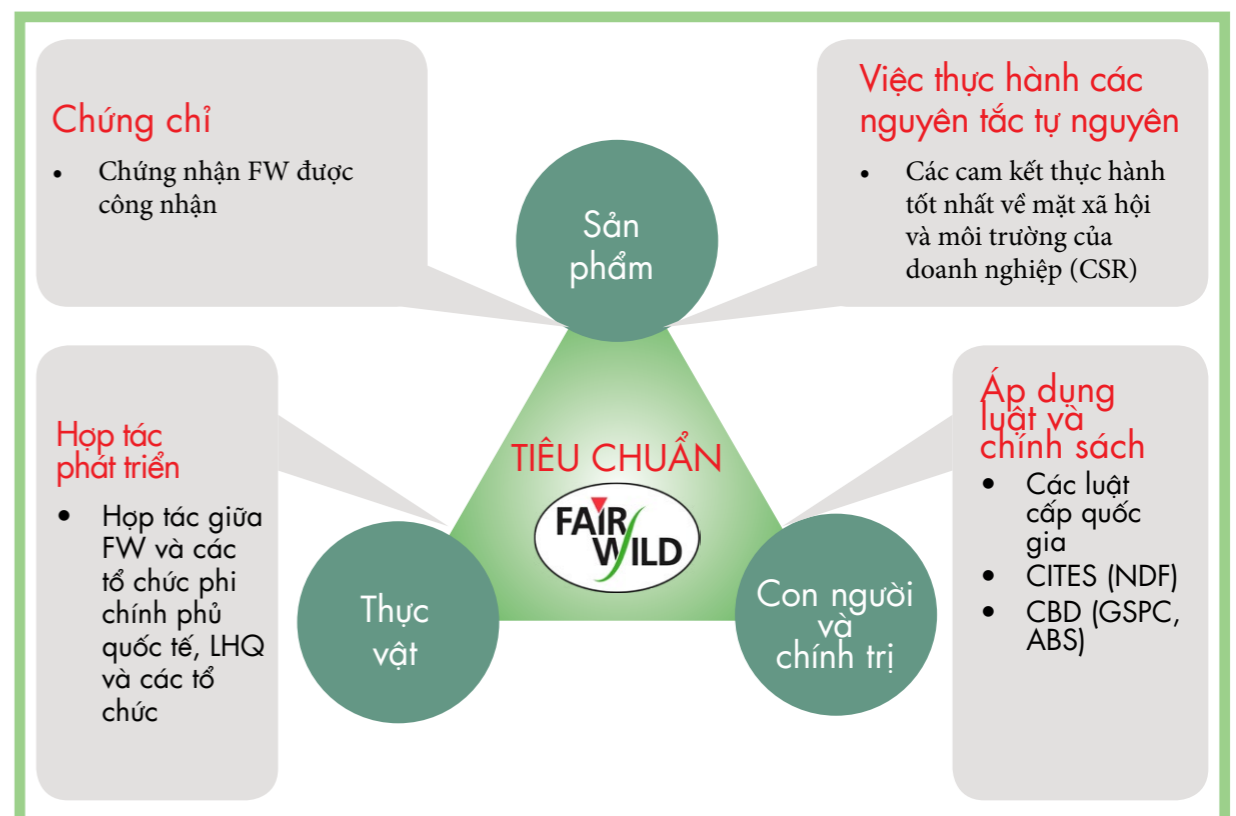 Chứng chỉ
• Chứng nhận FW được
công nhận
Việc thực hành các
nguyên tắc tự nguyên
• Các cam kết thực hành
tốt nhất về mặt xã hội
và môi trường của
doanh nghiệp (CSR)
Sản
phẩm
Hợp tác
phát triển
• Hợp tác giữa
FW và các
tổ chức phi
chính phủ
quốc tế, LHQ
và các tổ
chức
TIÊU CHUẨN
FAIR
WILD
Thực
vật
Con người
và
chính trị
Áp dụng
luật và
chính sách
• Các luật
cấp quốc
gia
• CITES (NDF)
• CBD (GSPC,
ABS)